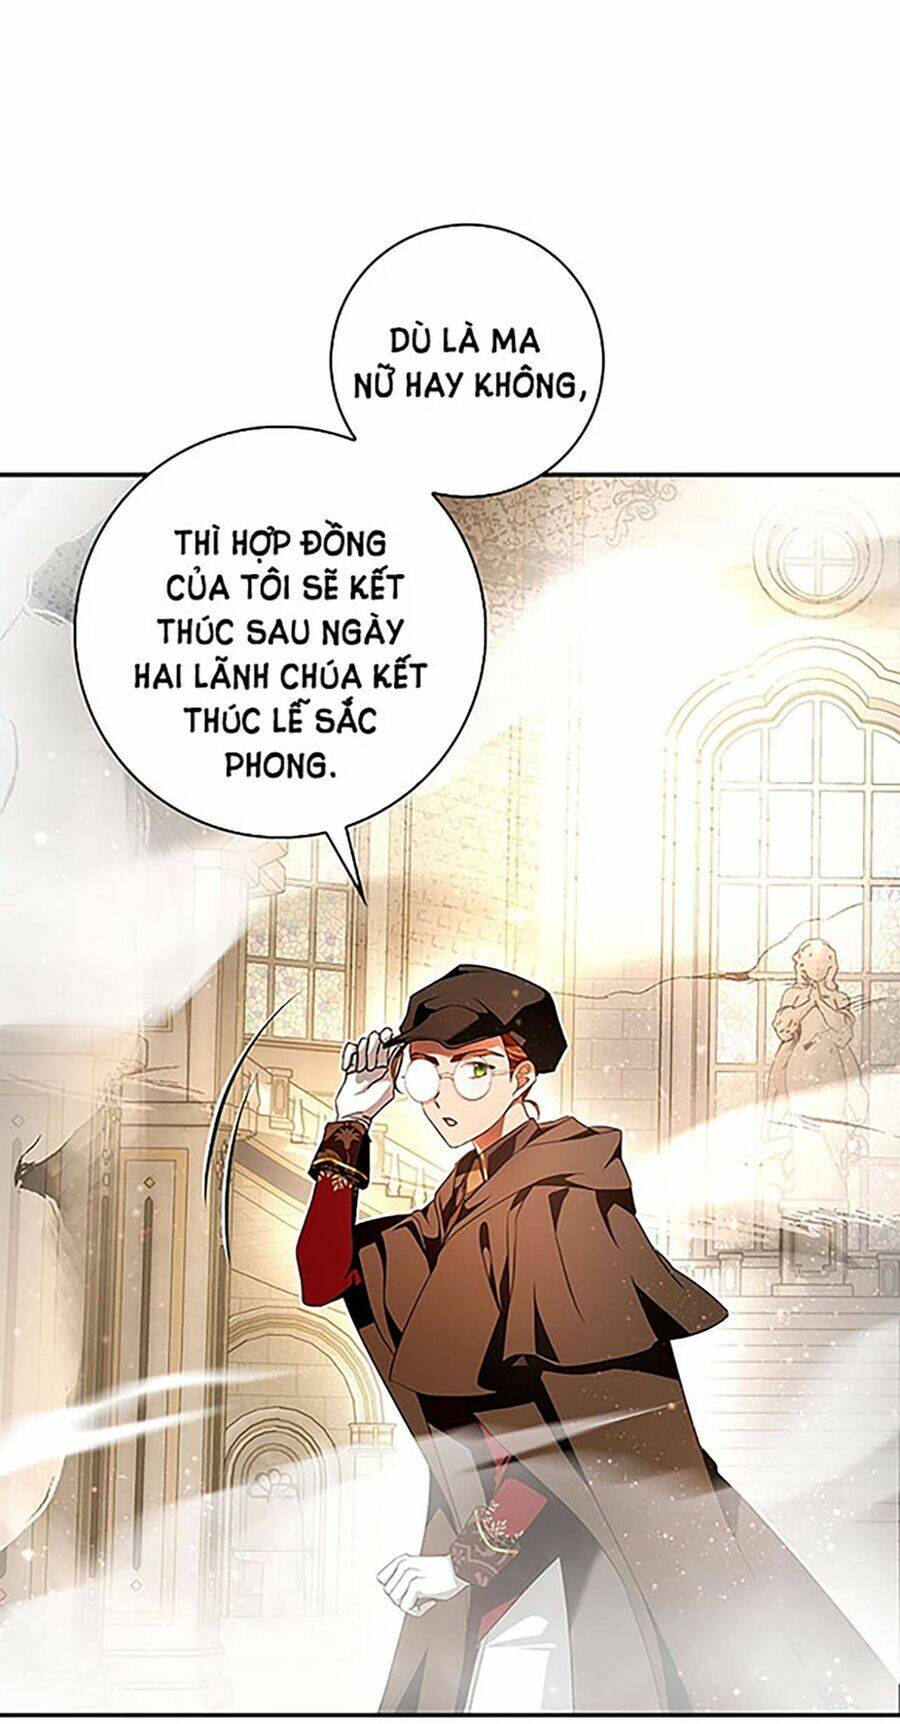 DÙ LÀ MA
NỮ HAY KHÔNG,
THÌ HỢP ĐỒNG
CỦA TÔI SẼ KẾT
THÚC SAU NGÀY
HAI LÃNH CHÚA KẾT
THÚC LỄ SẮC
PHONG.